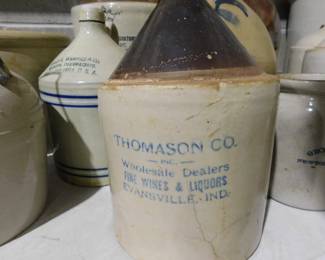 THOMASON CO.
— INC. —
Wholesale Dealers
FINE WINES & LIQUORS
EVANSVILLE, IND.
U.S.A.